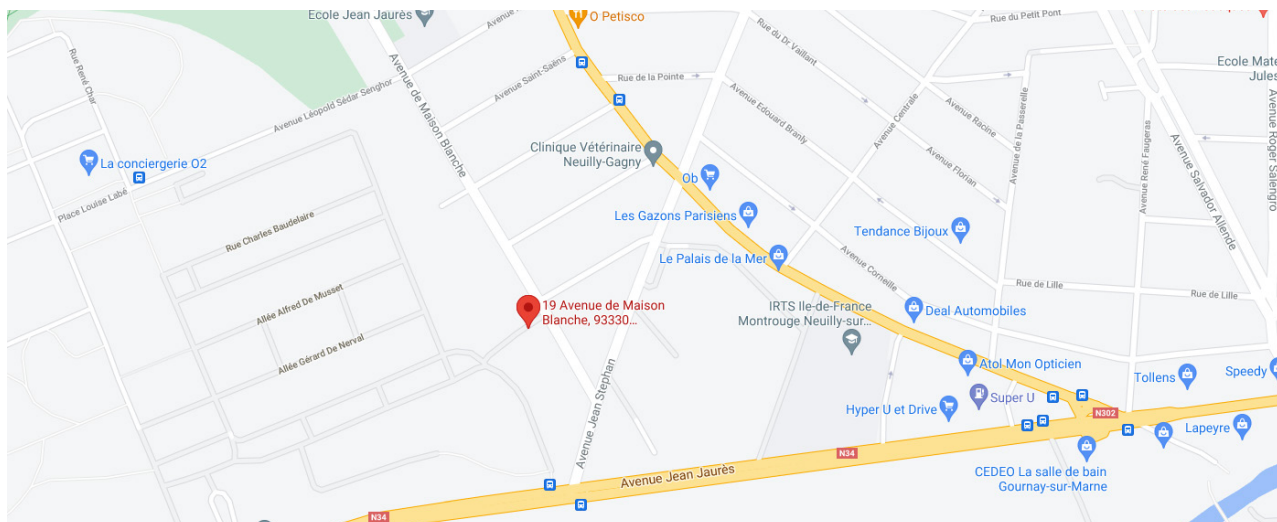 Ecole Jean Jaurès
O Petisco
Rue du Petit Pont
Rue du Dr Vaillant
Ecole Mate
Jules
Rue René Char
Avenue de Maison Blanche
Avenue Saint-Saëns
Rue de la Pointe
Avenue Léopold Sédar Senghor
Avenue Edouard Branly
Avenue Centrale
Avenue Racine
Avenue de la Passerelle
Avenue René Faugeras
Avenue Salvador Allende
Avenue Roger Salengro
Clinique Vétérinaire
Neuilly-Gagny
La conciergerie O2
Ob
Avenue Florian
Place Louise Labé
Les Gazons Parisiens
Rue Charles Baudelaire
Tendance Bijoux
Le Palais de la Mer
Avenue Corneille
Rue de Lille
Rue de Lille
Allée Alfred De Musset
19 Avenue de Maison
Blanche, 93330...
IRTS Ile-de-France
Montrouge Neuilly-sur...
Deal Automobiles
Allée Gérard De Nerval
Atol Mon Opticien
Tollens
Speedy
Avenue Jean Stephan
Super U
Hyper U et Drive
N302
Lapeyre
N34
Avenue Jean Jaurès
CEDEO La salle de bain
Gournay-sur-Marne
N34